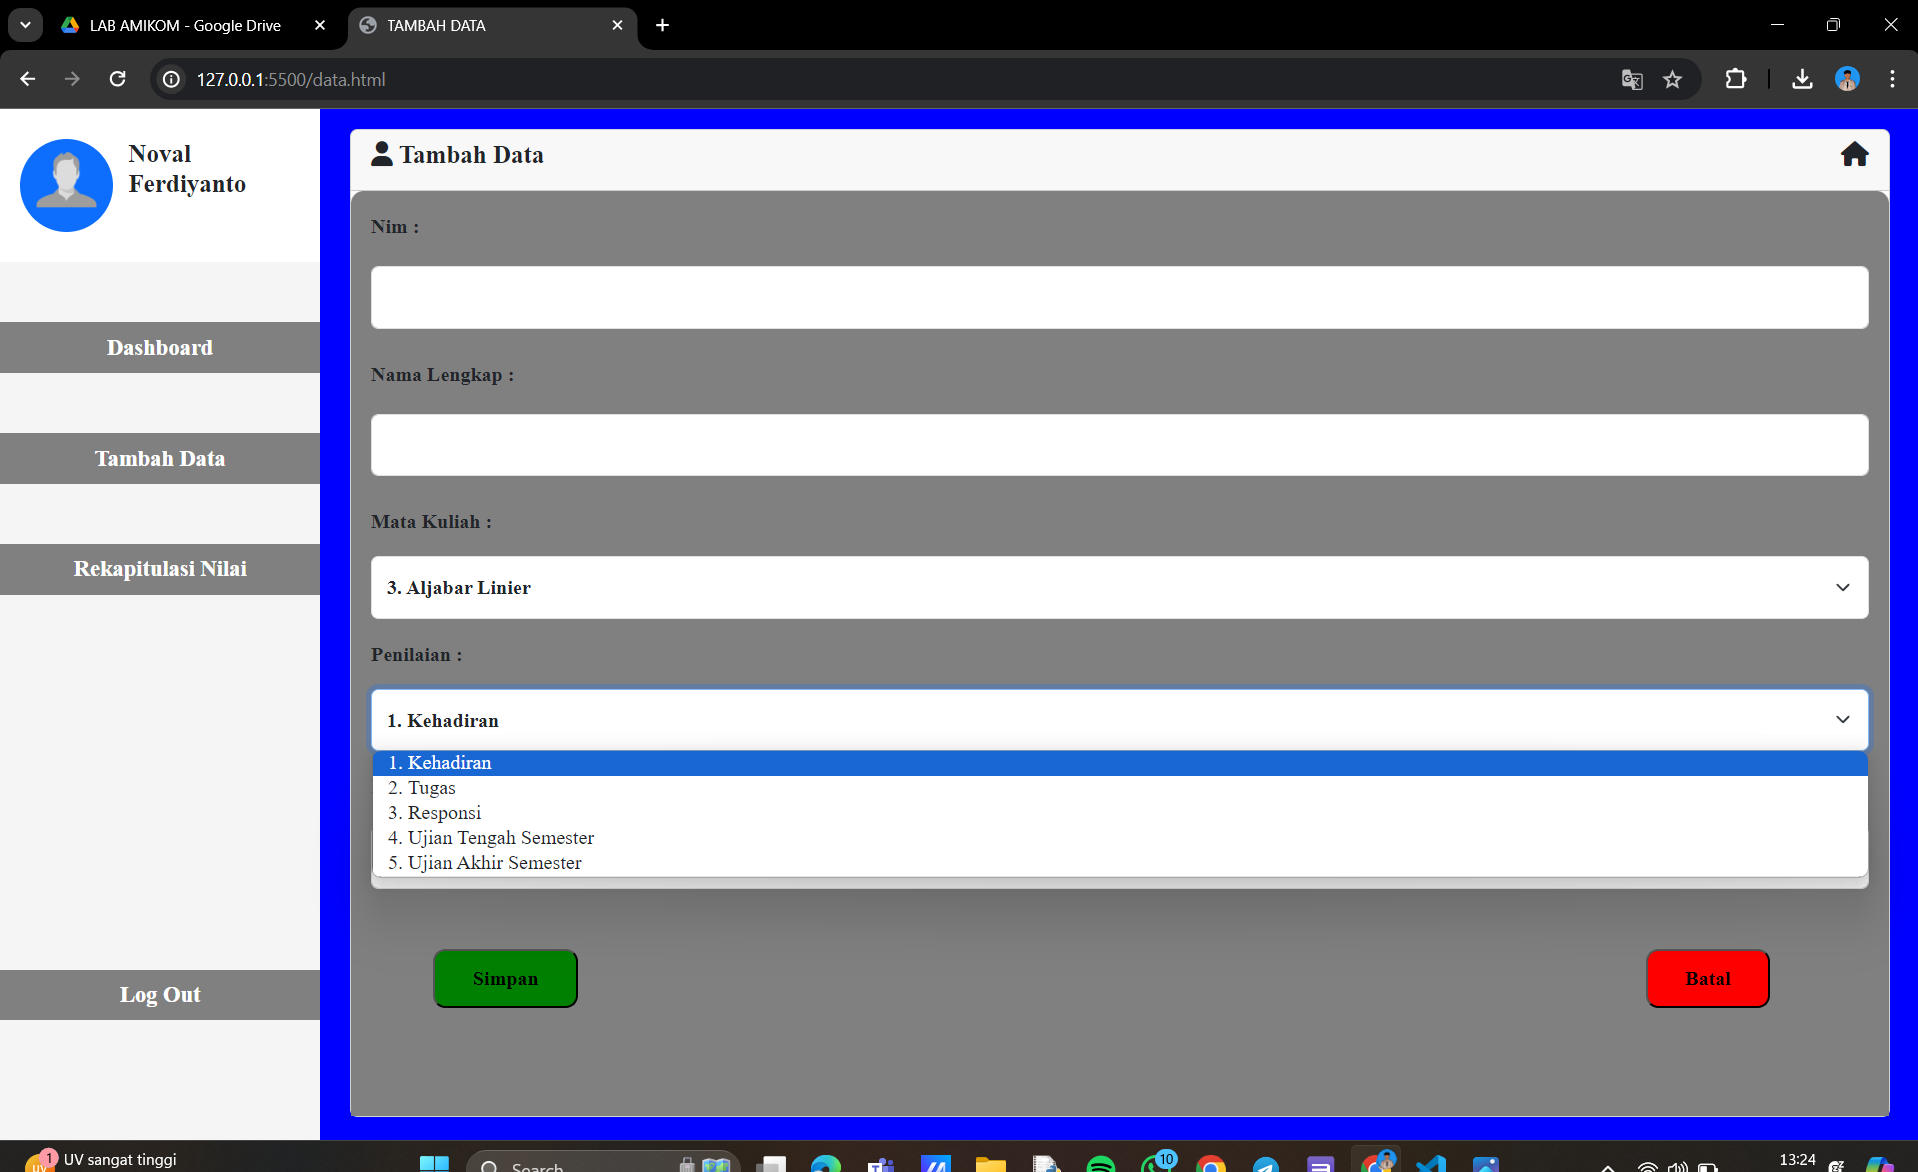 LAB AMIKOM - Google Drive
TAMBAH DATA
127.0.0.1:5500/data.html
Noval
Ferdiyanto
Dashboard
Tambah Data
Rekapitulasi Nilai
Log Out
Tambah Data
Nim :
Nama Lengkap :
Mata Kuliah :
3. Aljabar Linier
Penilaian :
1. Kehadiran
1. Kehadiran
2. Tugas
3. Responsi
4. Ujian Tengah Semester
5. Ujian Akhir Semester
Simpan
Batal
1
UV
UV sangat tinggi
Search
10
13:24